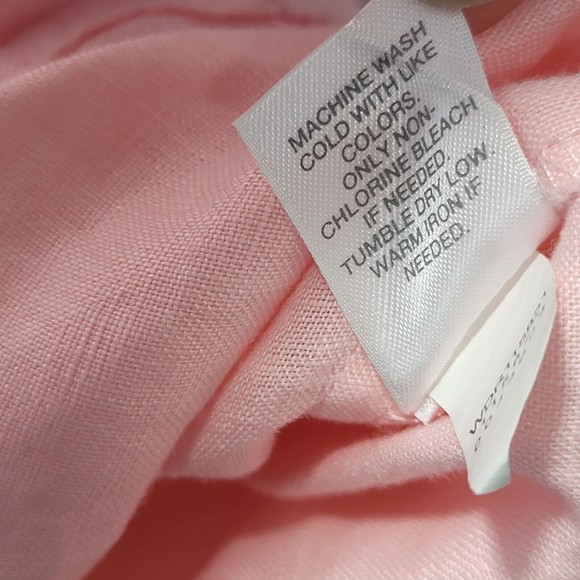 MACHINE WASH
COLD WITH LIKE
COLORS.
ONLY NON-
CHLORINE BLEACH
IF NEEDED.
TUMBLE DRY LOW.
WARM IRON IF
NEEDED.